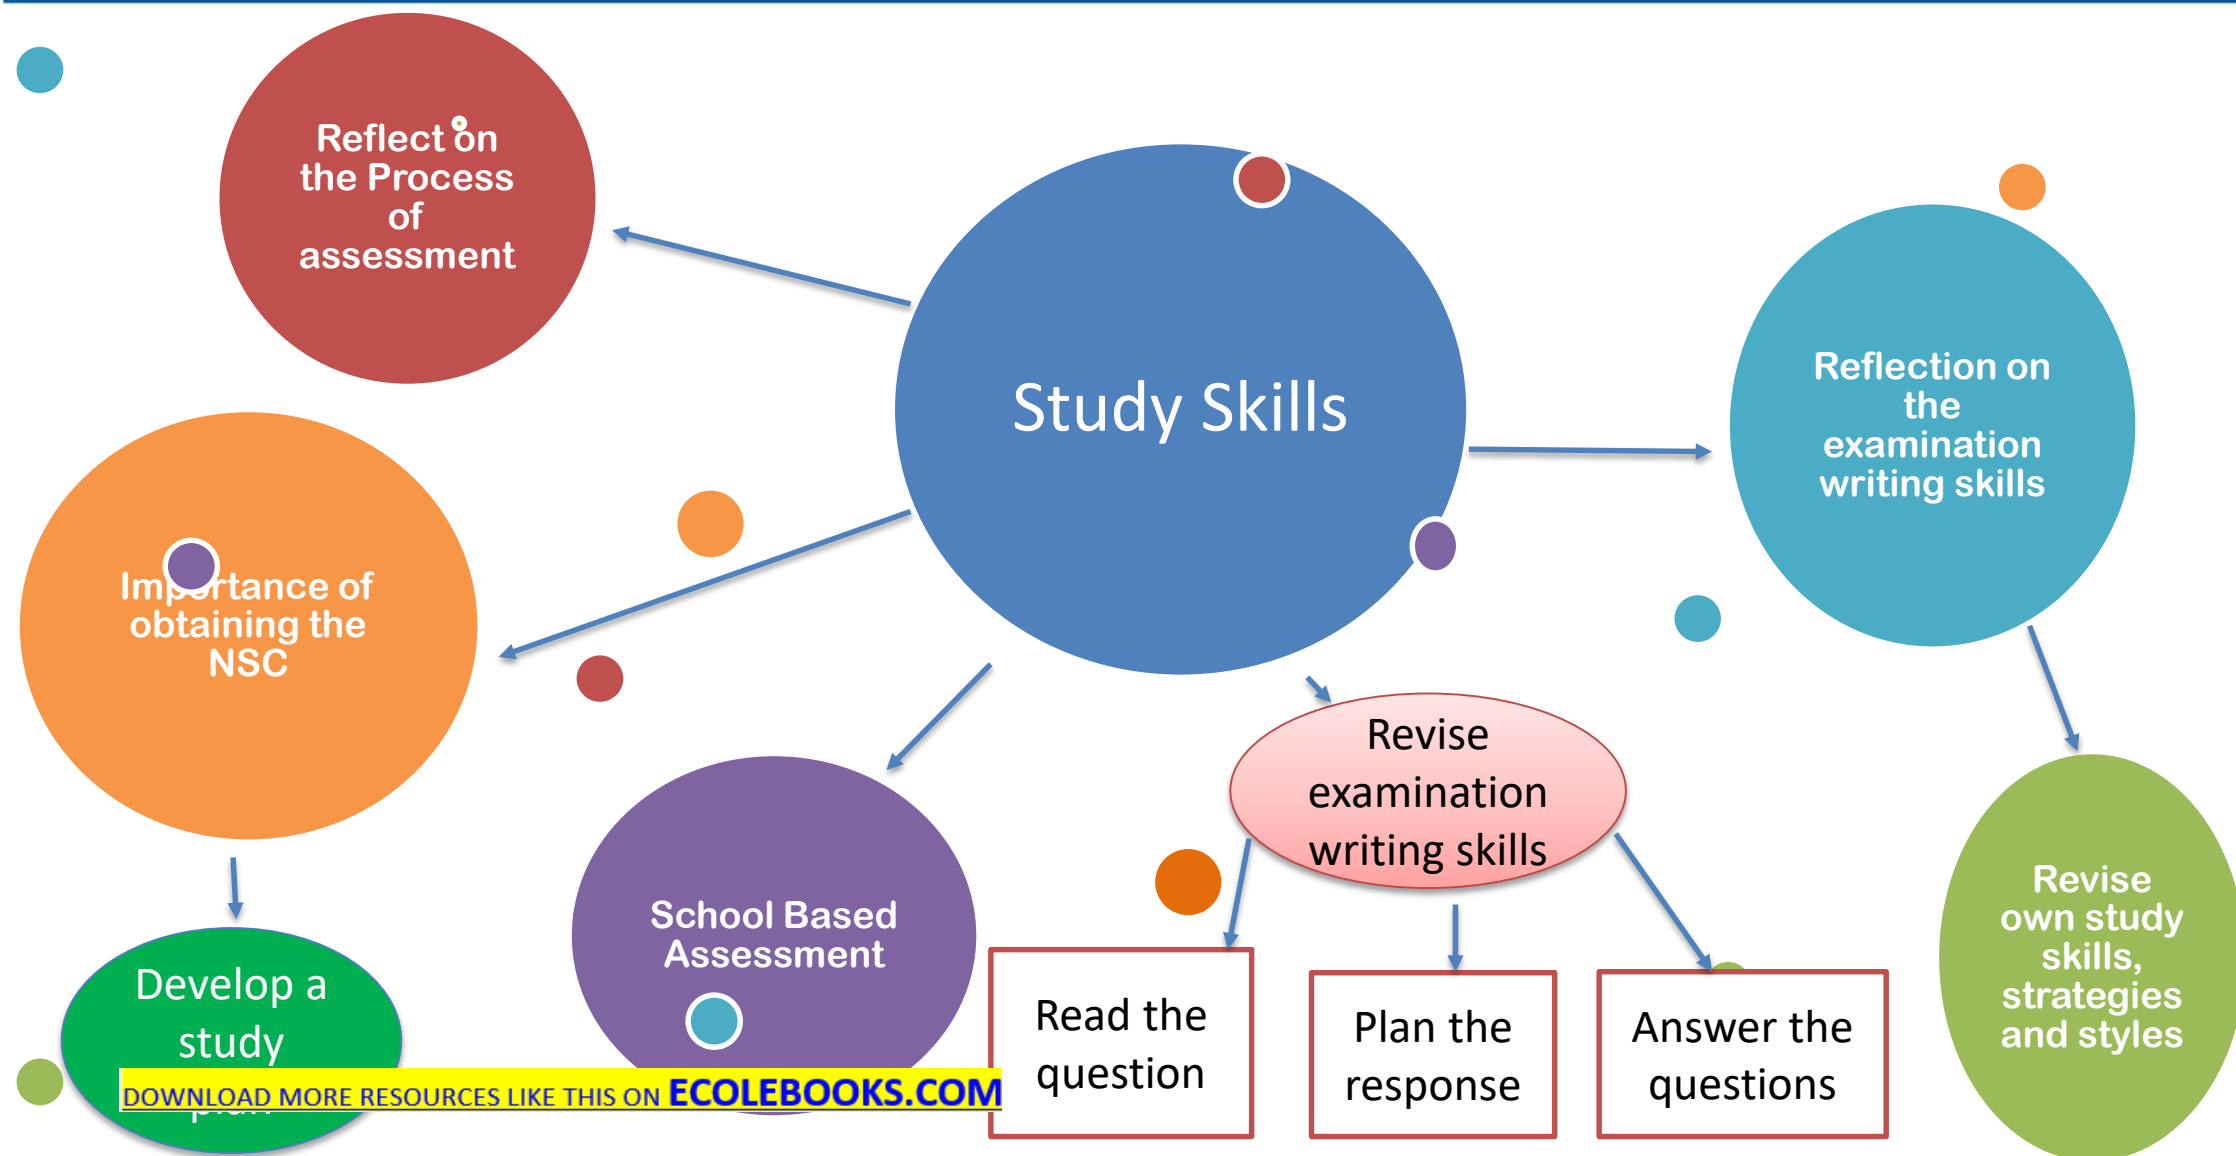 Reflect on
the Process
of
assessment
Study Skills
Reflection on
the
examination
writing skills
Importance of
obtaining the
NSC
Revise
examination
writing skills
School Based
Assessment
Revise
own study
skills,
strategies
and styles
Develop a
study
plan
Read the
question
Plan the
response
Answer the
questions
DOWNLOAD MORE RESOURCES LIKE THIS ON ECOLEBOOKS.COM